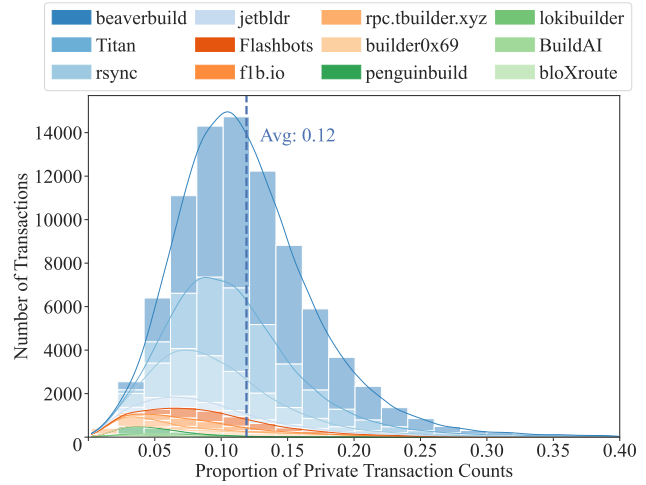 beaverbuild jetbldr rpc.tbuilder.xyz lokibuilder
Titan Flashbots builder0x69 BuildAI
rsync f1b.io penguinbuild bloXroute
Avg: 0.12
Number of Transactions
14000
12000
10000
8000
6000
4000
2000
0
0.05 0.10 0.15 0.20 0.25 0.30 0.35 0.40
Proportion of Private Transaction Counts